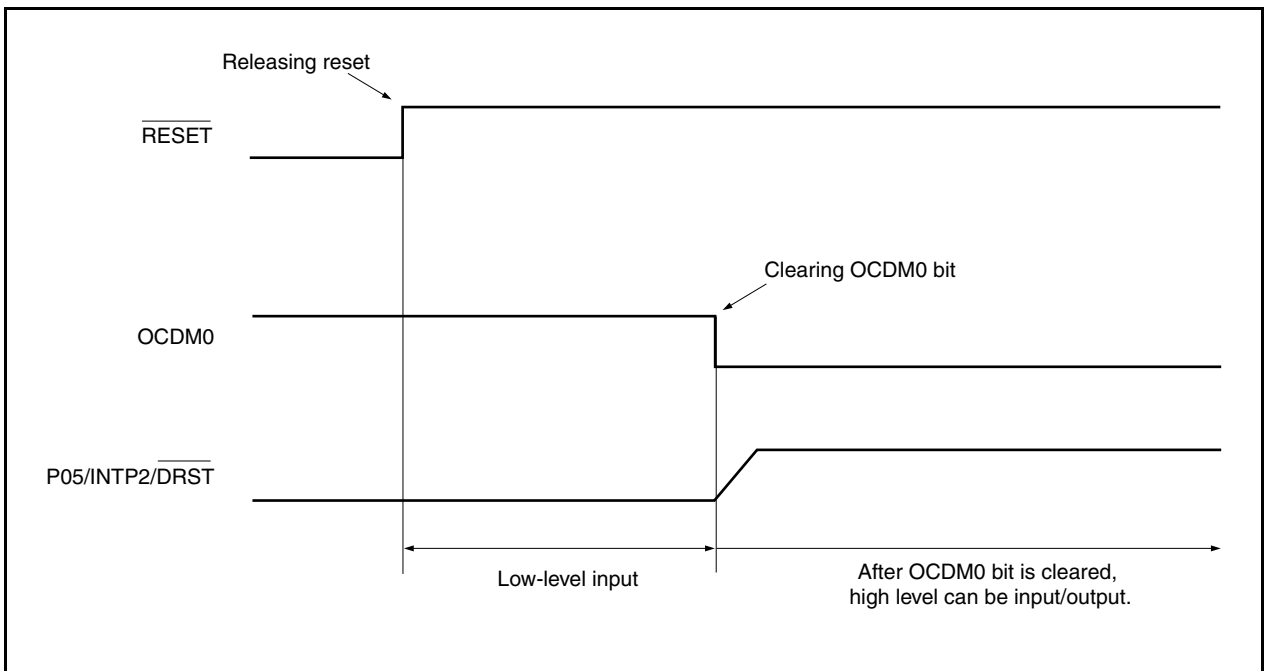 Releasing reset
RESET
Clearing OCDM0 bit
OCDM0
P05/INTP2/DRST
Low-level input
After OCDM0 bit is cleared,
high level can be input/output.